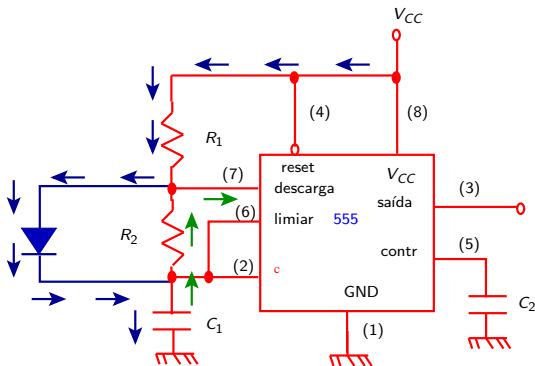 V_CC
(4)
(8)
R_1
reset
V_CC
(7)
descarga
(3)
saída
(6)
limiar
555
R_2
(5)
contr
(2)
c
GND
C_1
(1)
C_2